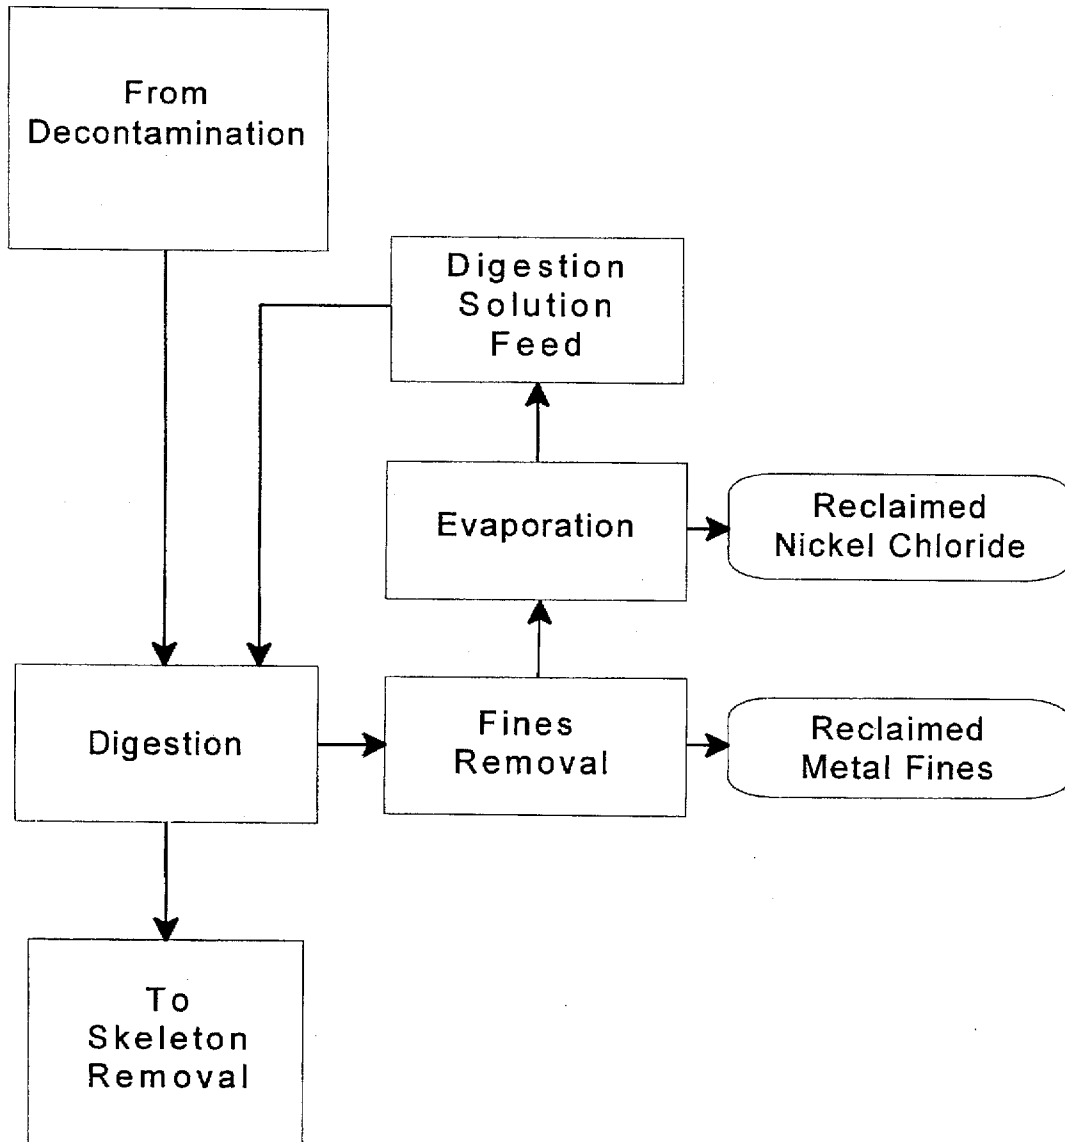 From
Decontamination
Digestion
Solution
Feed
Evaporation
Reclaimed
Nickel Chloride
Digestion
Fines
Removal
Reclaimed
Metal Fines
To
Skeleton
Removal